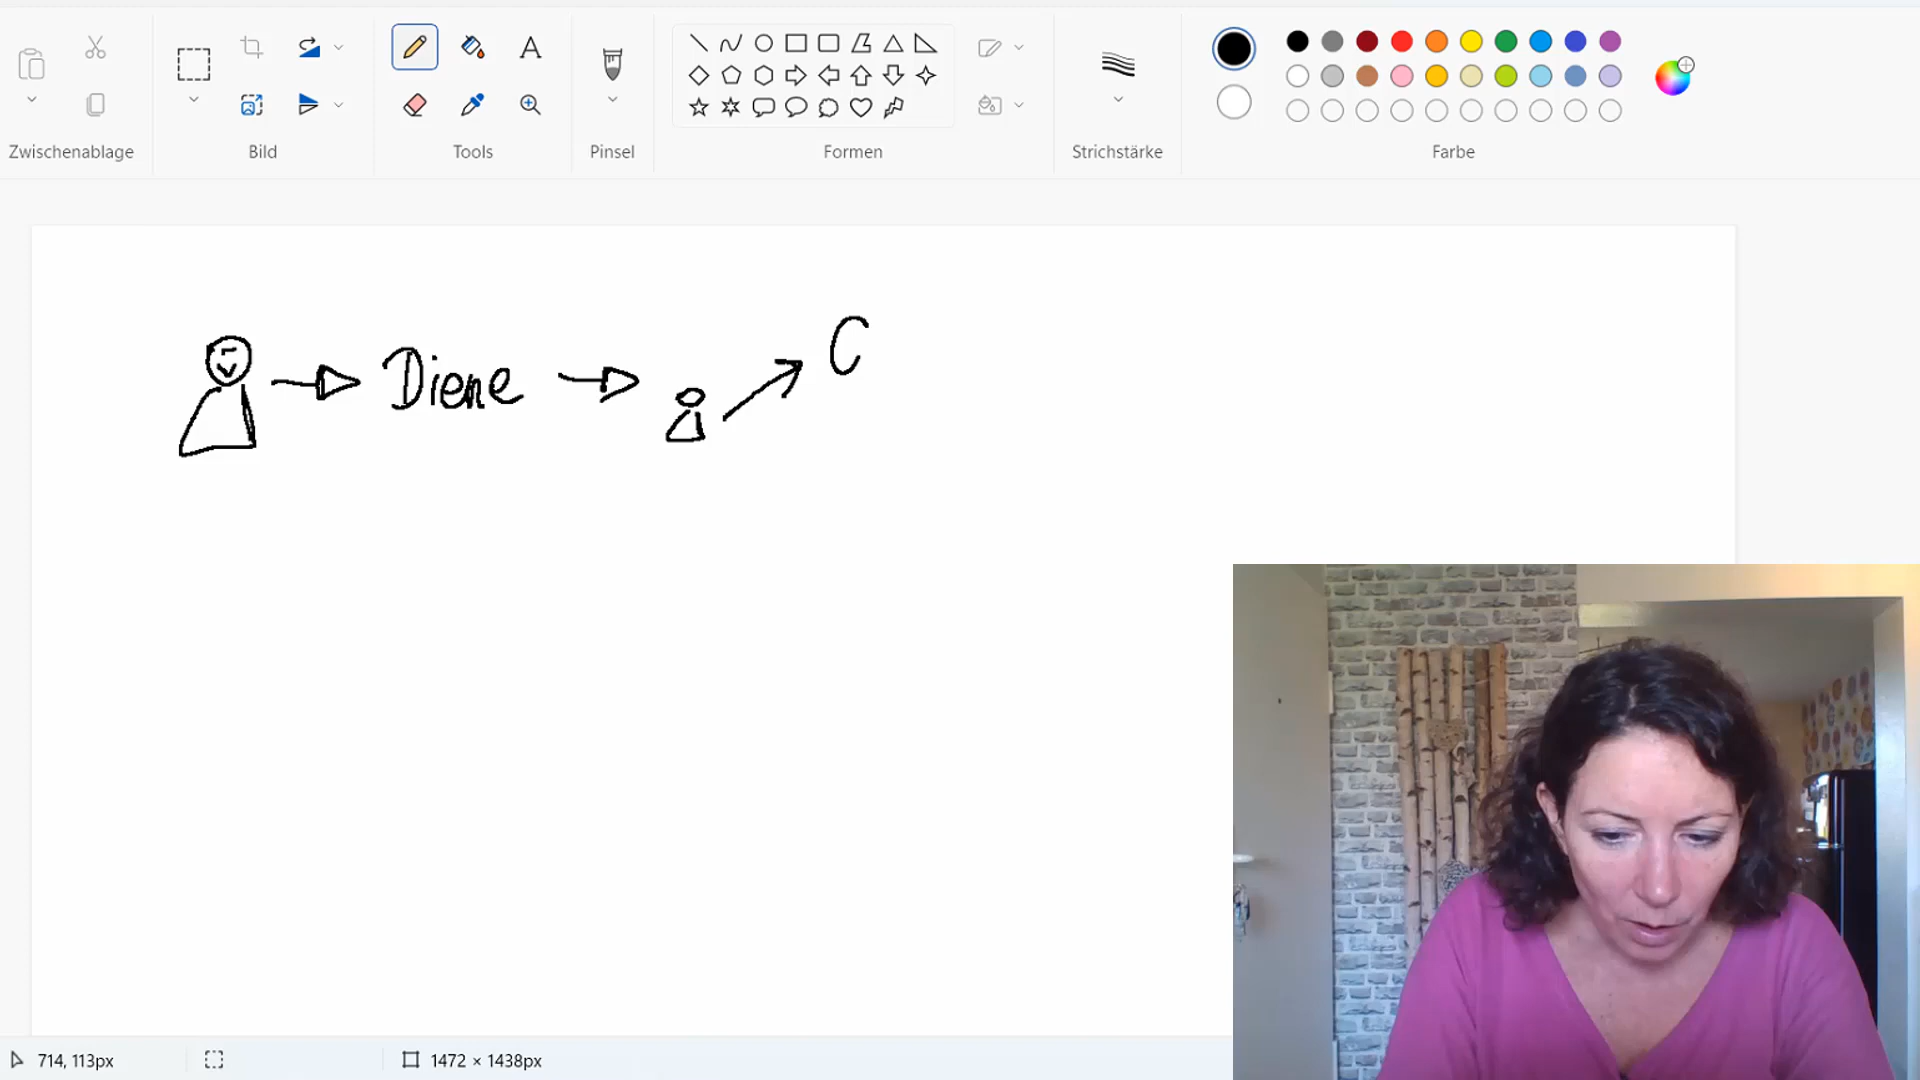 A
Zwischenablage
Bild
Tools
Pinsel
Formen
Strichstärke
Farbe
Diene
C
714, 113px
1472 × 1438px